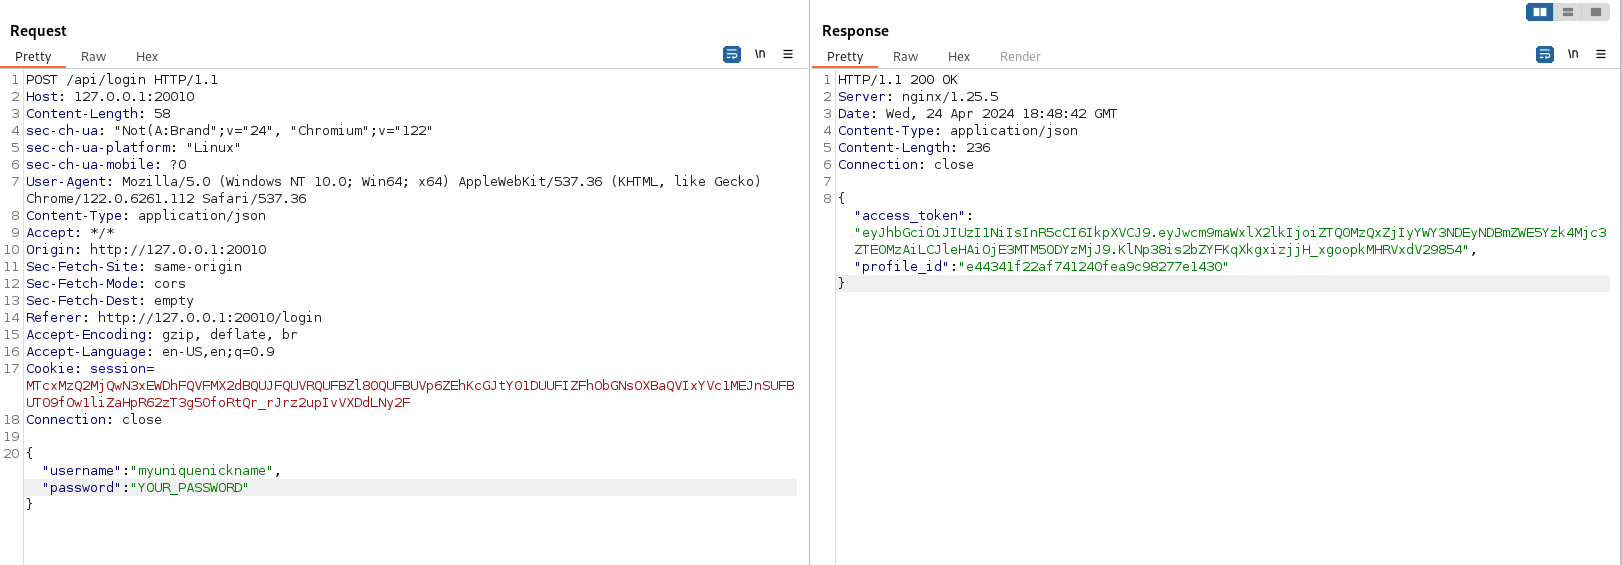 Request
Pretty Raw Hex \n
1 POST /api/login HTTP/1.1
2 Host: 127.0.0.1:20010
3 Content-Length: 58
4 sec-ch-ua: "Not(A:Brand";v="24", "Chromium";v="122"
5 sec-ch-ua-platform: "Linux"
6 sec-ch-ua-mobile: ?0
7 User-Agent: Mozilla/5.0 (Windows NT 10.0; Win64; x64) AppleWebKit/537.36 (KHTML, like Gecko)
Chrome/122.0.6261.112 Safari/537.36
8 Content-Type: application/json
9 Accept: */*
10 Origin: http://127.0.0.1:20010
11 Sec-Fetch-Site: same-origin
12 Sec-Fetch-Mode: cors
13 Sec-Fetch-Dest: empty
14 Referer: http://127.0.0.1:20010/login
15 Accept-Encoding: gzip, deflate, br
16 Accept-Language: en-US,en;q=0.9
17 Cookie: session=
MTcxMzQ2MjQwN3xEWDhFQVFMX2dBQUJFQUVRQUFBZl80QUFBUVp6ZEhKcGJtY01DUUFIZFhObGNsOXBaQVIxYVc1MEJnSUFB
UT09fOw1liZaHpR62zT3g50foRtQr_rJrz2upIvVXDdLNy2F
18 Connection: close
19
20 {
"username":"myuniquenickname",
"password":"YOUR_PASSWORD"
}
Response
Pretty Raw Hex Render \n
1 HTTP/1.1 200 OK
2 Server: nginx/1.25.5
3 Date: Wed, 24 Apr 2024 18:48:42 GMT
4 Content-Type: application/json
5 Content-Length: 236
6 Connection: close
7
8 {
"access_token":
"eyJhbGciOiJIUzI1NiIsInR5cCI6IkpXVCJ9.eyJwcm9maWxlX2lkIjoiZTQ0MzQxZjIyYWY3NDEyNDBmZWE5Yzk4Mjc3
ZTE0MzAiLCJleHAiOjE3MTM5ODYzMjJ9.KlNp38is2bZYFKqXkgxizjjH_xgoopkMHRVxdV29854",
"profile_id":"e44341f22af741240fea9c98277e1430"
}